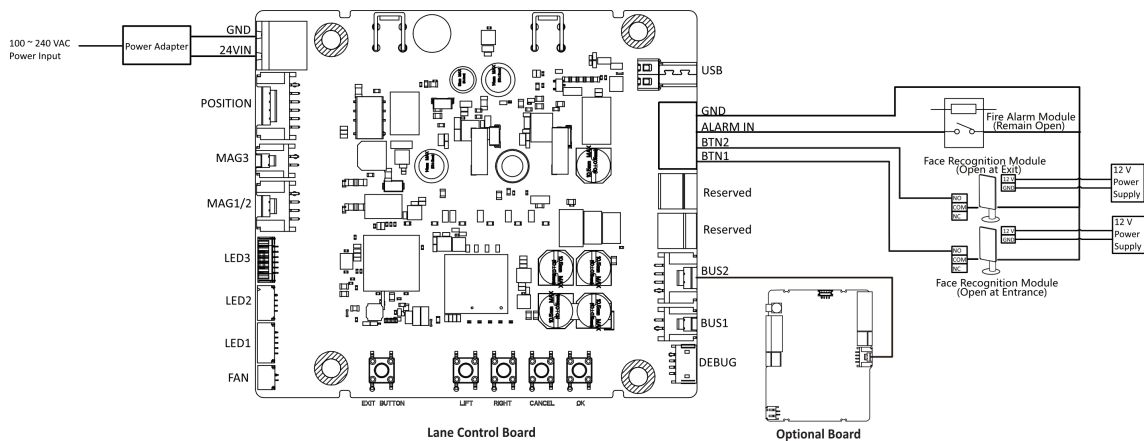 100 ~ 240 VAC
Power Input
Power Adapter
GND
24VIN
POSITION
MAG3
MAG1/2
LED3
LED2
LED1
FAN
EXIT BUTTON
LIFT
RIGHT
CANCEL
OK
Lane Control Board
USB
GND
ALARM IN
BTN2
BTN1
Reserved
Reserved
BUS2
BUS1
DEBUG
Fire Alarm Module
(Remain Open)
Face Recognition Module
(Open at Exit)
12 V
GND
NO
COM
NC
12 V
Power
Supply
12 V
GND
NO
COM
NC
12 V
Power
Supply
Face Recognition Module
(Open at Entrance)
Optional Board